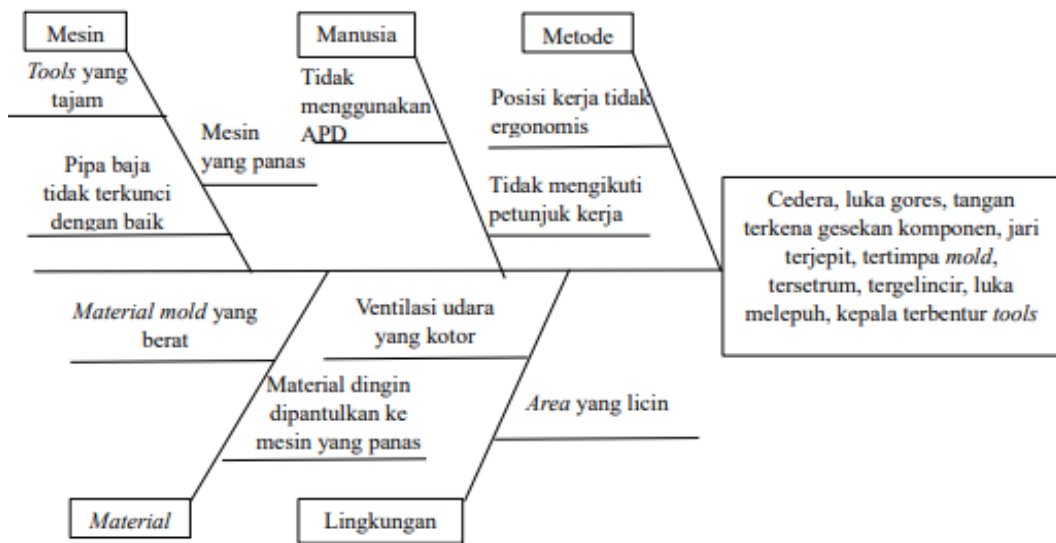 Mesin
Manusia
Metode
Tools yang
tajam
Mesin
yang panas
Pipa baja
tidak terkunci
dengan baik
Tidak
menggunakan
APD
Posisi kerja tidak
ergonomis
Tidak mengikuti
petunjuk kerja
Cedera, luka gores, tangan
terkena gesekan komponen, jari
terjepit, tertimpa mold,
tersetrum, tergelincir, luka
melepuh, kepala terbentur tools
Material mold yang
berat
Material dingin
dipantulkan ke
mesin yang panas
Ventilasi udara
yang kotor
Area yang licin
Material
Lingkungan